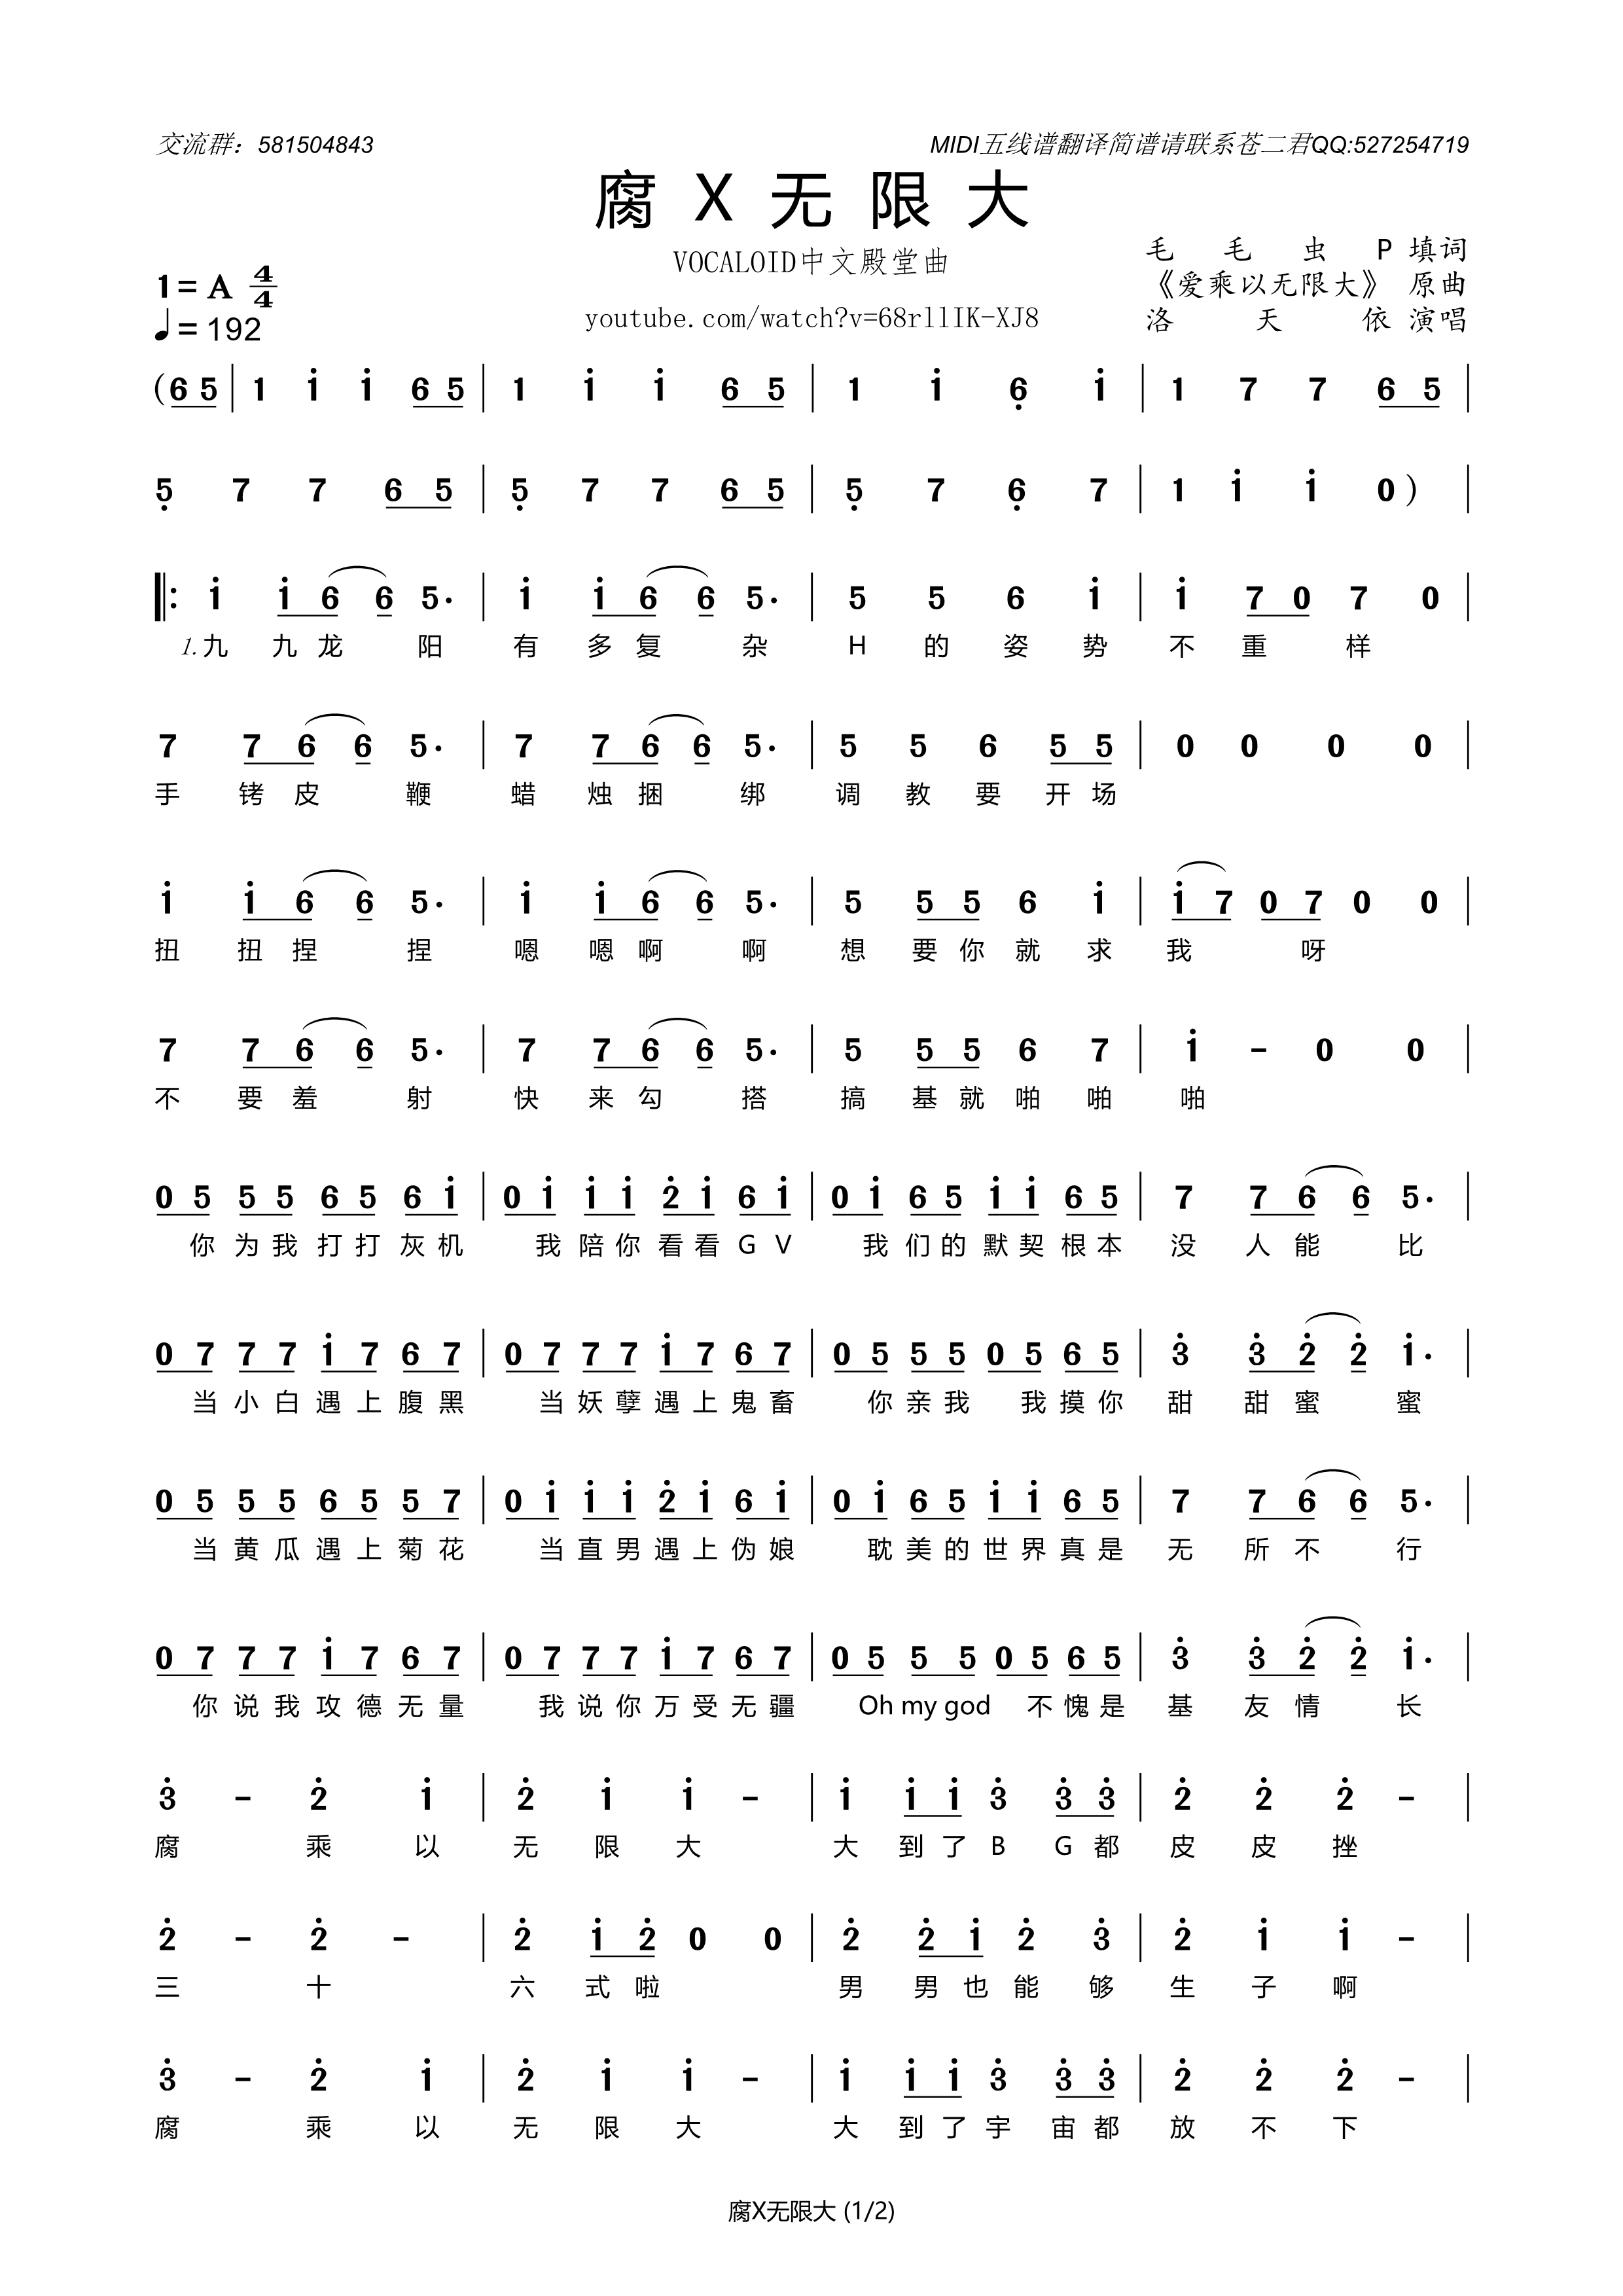 交流群：581504843 MIDI五线谱翻译简谱请联系苍二君QQ:527254719
腐 X 无 限 大
VOCALOID中文殿堂曲
毛 毛 虫 P 填词
《爱乘以无限大》 原曲
1=A 4/4
youtube.com/watch?v=68rllIK-XJ8
洛 天 依 演唱
♩=192
(6 5 | 1 i i 6 5 | 1 i i 6 5 | 1 i 6̣ i | 1 7 7 6 5 |
5̣ 7 7 6 5 | 5̣ 7 7 6 5 | 5̣ 7 6̣ 7 | 1 i i 0 ) |
‖: i i 6 6 5· | i i 6 6 5· | 5 5 6 i | i 7 0 7 0 |
1.九 九 龙 阳 有 多 复 杂 H 的 姿 势 不 重 样
7 7 6 6 5· | 7 7 6 6 5· | 5 5 6 5 5 | 0 0 0 0 |
手 铐 皮 鞭 蜡 烛 捆 绑 调 教 要 开 场
i i 6 6 5· | i i 6 6 5· | 5 5 5 6 i | i 7 0 7 0 0 |
扭 扭 捏 捏 嗯 嗯 啊 啊 想 要 你 就 求 我 呀
7 7 6 6 5· | 7 7 6 6 5· | 5 5 5 6 7 | i - 0 0 |
不 要 羞 射 快 来 勾 搭 搞 基 就 啪 啪 啪
0 5 5 5 6 5 6 i | 0 i i i 2̇ i 6 i | 0 i 6 5 i i 6 5 | 7 7 6 6 5· |
你 为 我 打 打 灰 机 我 陪 你 看 看 G V 我 们 的 默 契 根 本 没 人 能 比
0 7 7 7 i 7 6 7 | 0 7 7 7 i 7 6 7 | 0 5 5 5 0 5 6 5 | 3̇ 3̇ 2̇ 2̇ i· |
当 小 白 遇 上 腹 黑 当 妖 孽 遇 上 鬼 畜 你 亲 我 我 摸 你 甜 甜 蜜 蜜
0 5 5 5 6 5 5 7 | 0 i i i 2̇ i 6 i | 0 i 6 5 i i 6 5 | 7 7 6 6 5· |
当 黄 瓜 遇 上 菊 花 当 直 男 遇 上 伪 娘 耽 美 的 世 界 真 是 无 所 不 行
0 7 7 7 i 7 6 7 | 0 7 7 7 i 7 6 7 | 0 5 5 5 0 5 6 5 | 3̇ 3̇ 2̇ 2̇ i· |
你 说 我 攻 德 无 量 我 说 你 万 受 无 疆 Oh my god 不 愧 是 基 友 情 长
3̇ - 2̇ i | 2̇ i i - | i i i 3̇ 3̇ 3̇ | 2̇ 2̇ 2̇ - |
腐 乘 以 无 限 大 大 到 了 B G 都 皮 皮 挫
2̇ - 2̇ - | 2̇ i 2̇ 0 0 | 2̇ 2̇ i 2̇ 3̇ | 2̇ i i - |
三 十 六 式 啦 男 男 也 能 够 生 子 啊
3̇ - 2̇ i | 2̇ i i - | i i i 3̇ 3̇ 3̇ | 2̇ 2̇ 2̇ - |
腐 乘 以 无 限 大 大 到 了 宇 宙 都 放 不 下
腐X无限大 (1/2)